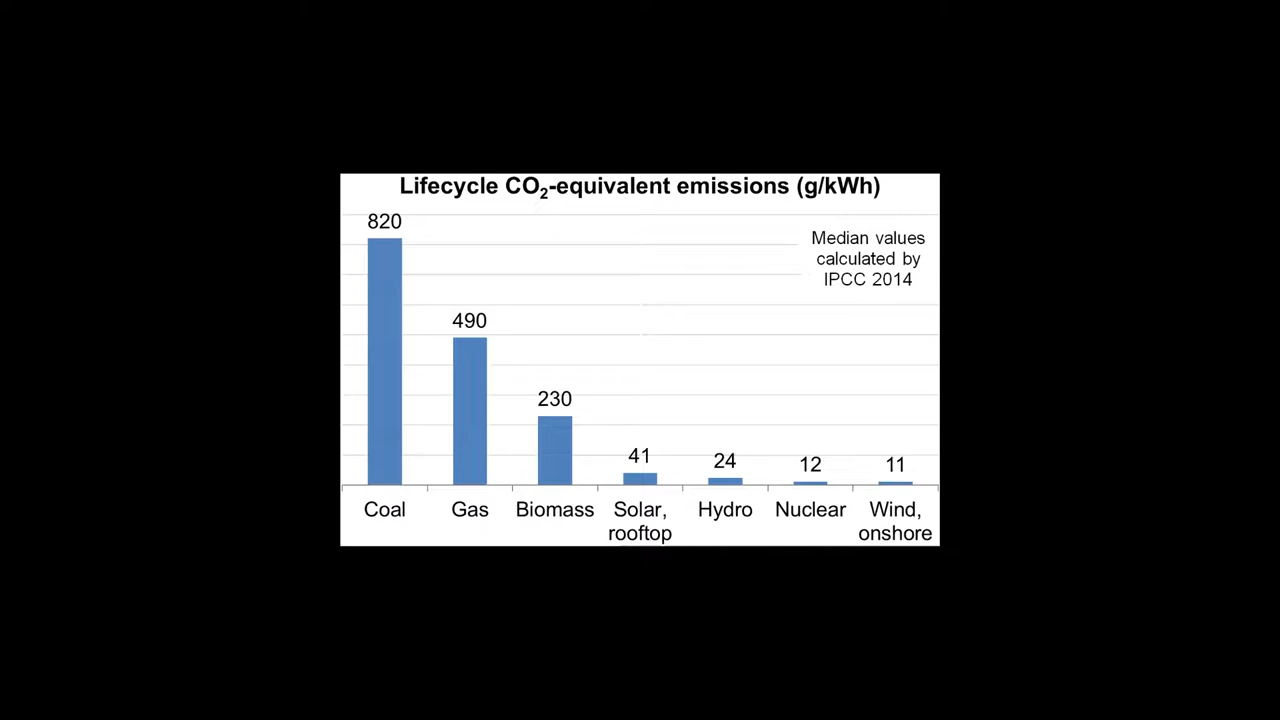 Lifecycle CO₂-equivalent emissions (g/kWh)
820
Median values
calculated by
IPCC 2014
490
230
41
24
12
11
Coal
Gas
Biomass
Solar,
rooftop
Hydro
Nuclear
Wind,
onshore